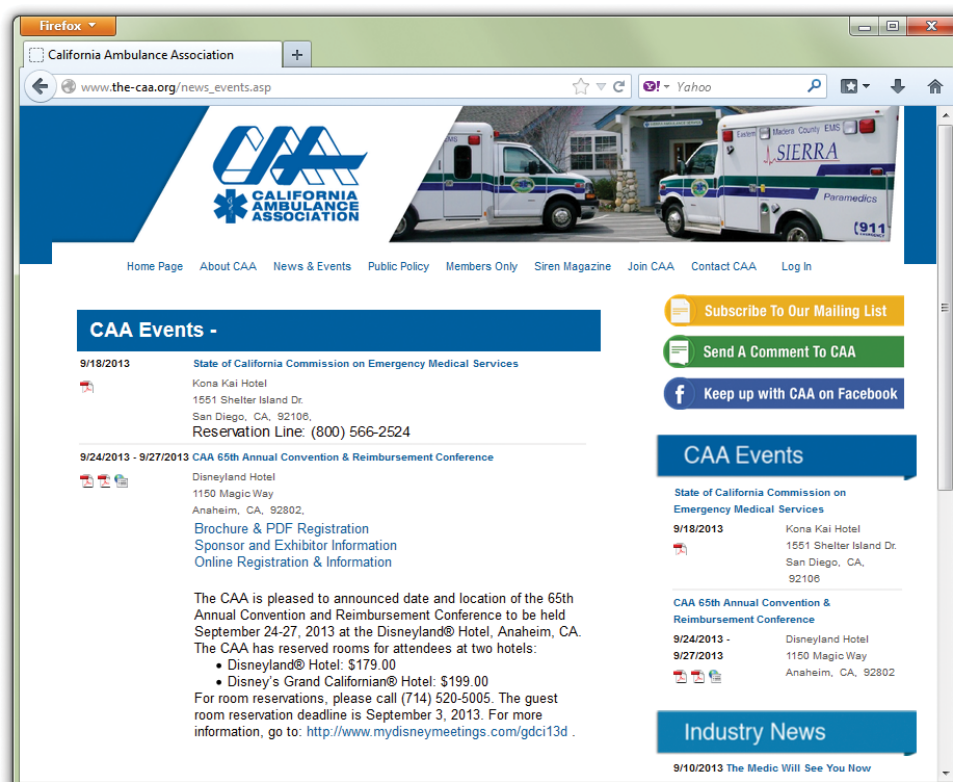 Firefox
California Ambulance Association
www.the-caa.org/news_events.asp
Yahoo
CAA
CALIFORNIA
AMBULANCE
ASSOCIATION
EMS
Eastern Madera County EMS
SIERRA
Paramedics
911
Home Page About CAA News & Events Public Policy Members Only Siren Magazine Join CAA Contact CAA Log In
CAA Events -
9/18/2013 State of California Commission on Emergency Medical Services
Kona Kai Hotel
1551 Shelter Island Dr.
San Diego, CA, 92106,
Reservation Line: (800) 566-2524
9/24/2013 - 9/27/2013 CAA 65th Annual Convention & Reimbursement Conference
Disneyland Hotel
1150 Magic Way
Anaheim, CA, 92802,
Brochure & PDF Registration
Sponsor and Exhibitor Information
Online Registration & Information
The CAA is pleased to announced date and location of the 65th
Annual Convention and Reimbursement Conference to be held
September 24-27, 2013 at the Disneyland® Hotel, Anaheim, CA.
The CAA has reserved rooms for attendees at two hotels:
• Disneyland® Hotel: $179.00
• Disney's Grand Californian® Hotel: $199.00
For room reservations, please call (714) 520-5005. The guest
room reservation deadline is September 3, 2013. For more
information, go to: http://www.mydisneymeetings.com/gdci13d .
Subscribe To Our Mailing List
Send A Comment To CAA
Keep up with CAA on Facebook
CAA Events
State of California Commission on
Emergency Medical Services
9/18/2013 Kona Kai Hotel
1551 Shelter Island Dr.
San Diego, CA,
92106
CAA 65th Annual Convention &
Reimbursement Conference
9/24/2013 - Disneyland Hotel
9/27/2013 1150 Magic Way
Anaheim, CA, 92802
Industry News
9/10/2013 The Medic Will See You Now